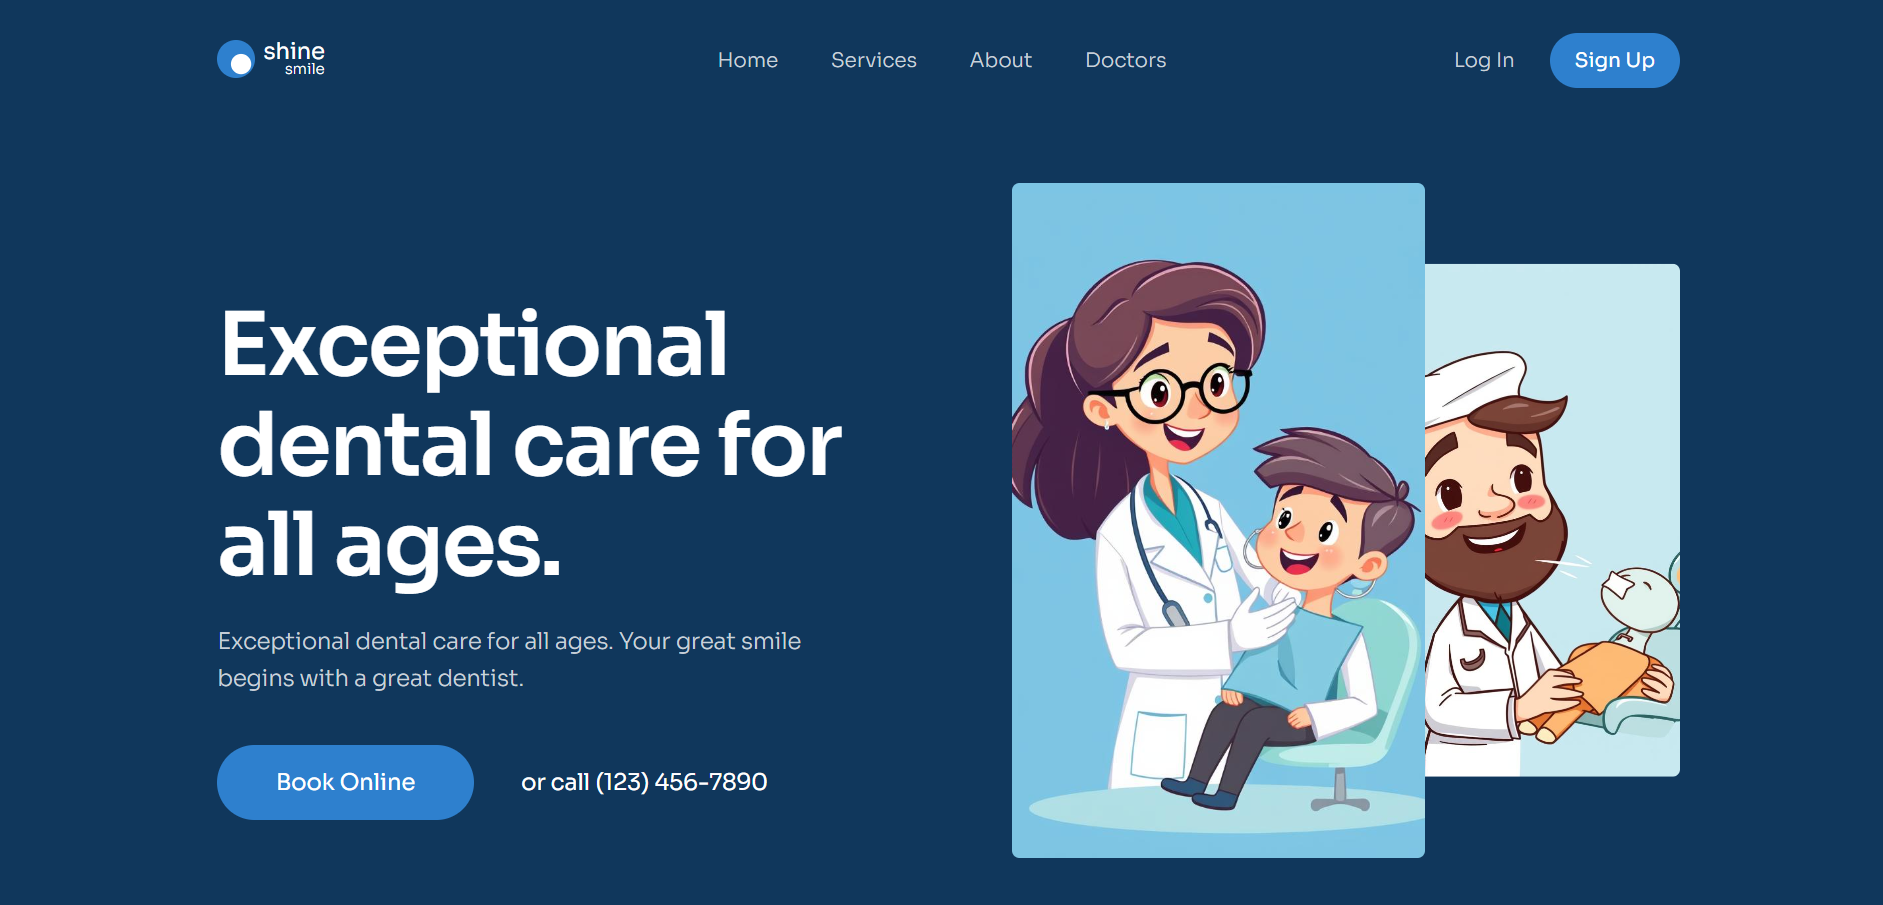 shine
smile
Home
Services
About
Doctors
Log In
Sign Up
Exceptional
dental care for
all ages.
Exceptional dental care for all ages. Your great smile
begins with a great dentist.
Book Online
or call (123) 456-7890